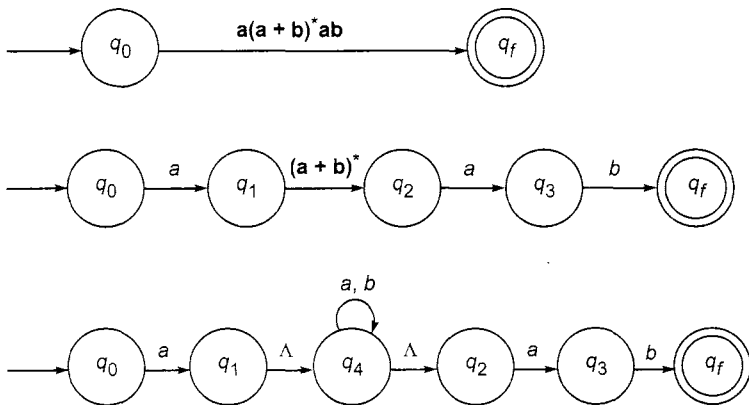 a(a + b)*ab
q0 qf
a (a + b)* a b
q0 q1 q2 q3 qf
a, b
a Λ Λ a b
q0 q1 q4 q2 q3 qf